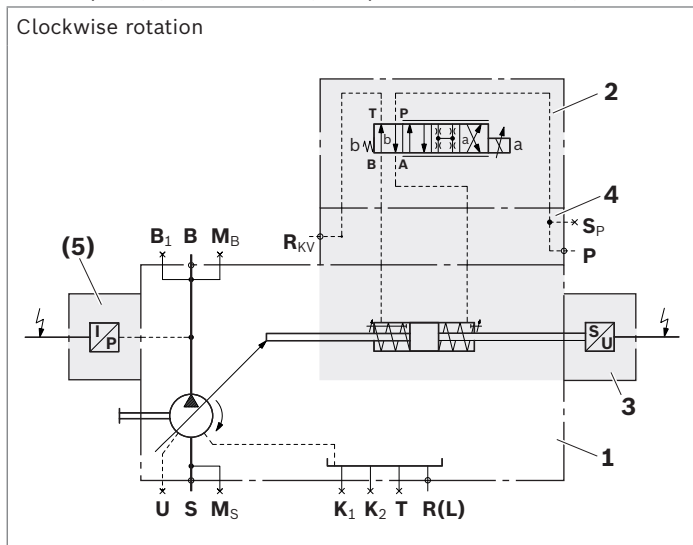 Clockwise rotation
T P
2
b b a a
B A
4
S_P
R_KV
P
B_1 B M_B
(5)
I/P
S/U
3
1
U S M_S K_1 K_2 T R(L)